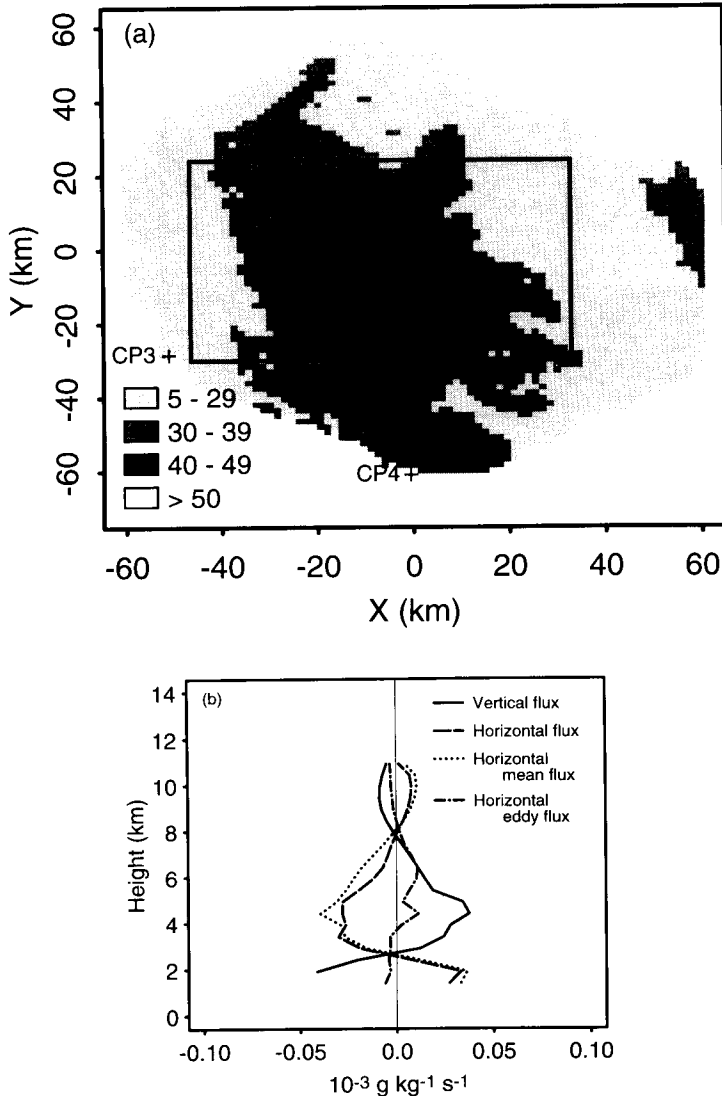 (a)
60
40
20
0
-20
-40
-60
Y (km)
CP3 +
5 - 29
30 - 39
40 - 49
> 50
CP4 +
-60 -40 -20 0 20 40 60
X (km)
(b)
14
12
10
8
6
4
2
0
Height (km)
Vertical flux
Horizontal flux
Horizontal
mean flux
Horizontal
eddy flux
-0.10 -0.05 0.0 0.05 0.10
10⁻³ g kg⁻¹ s⁻¹